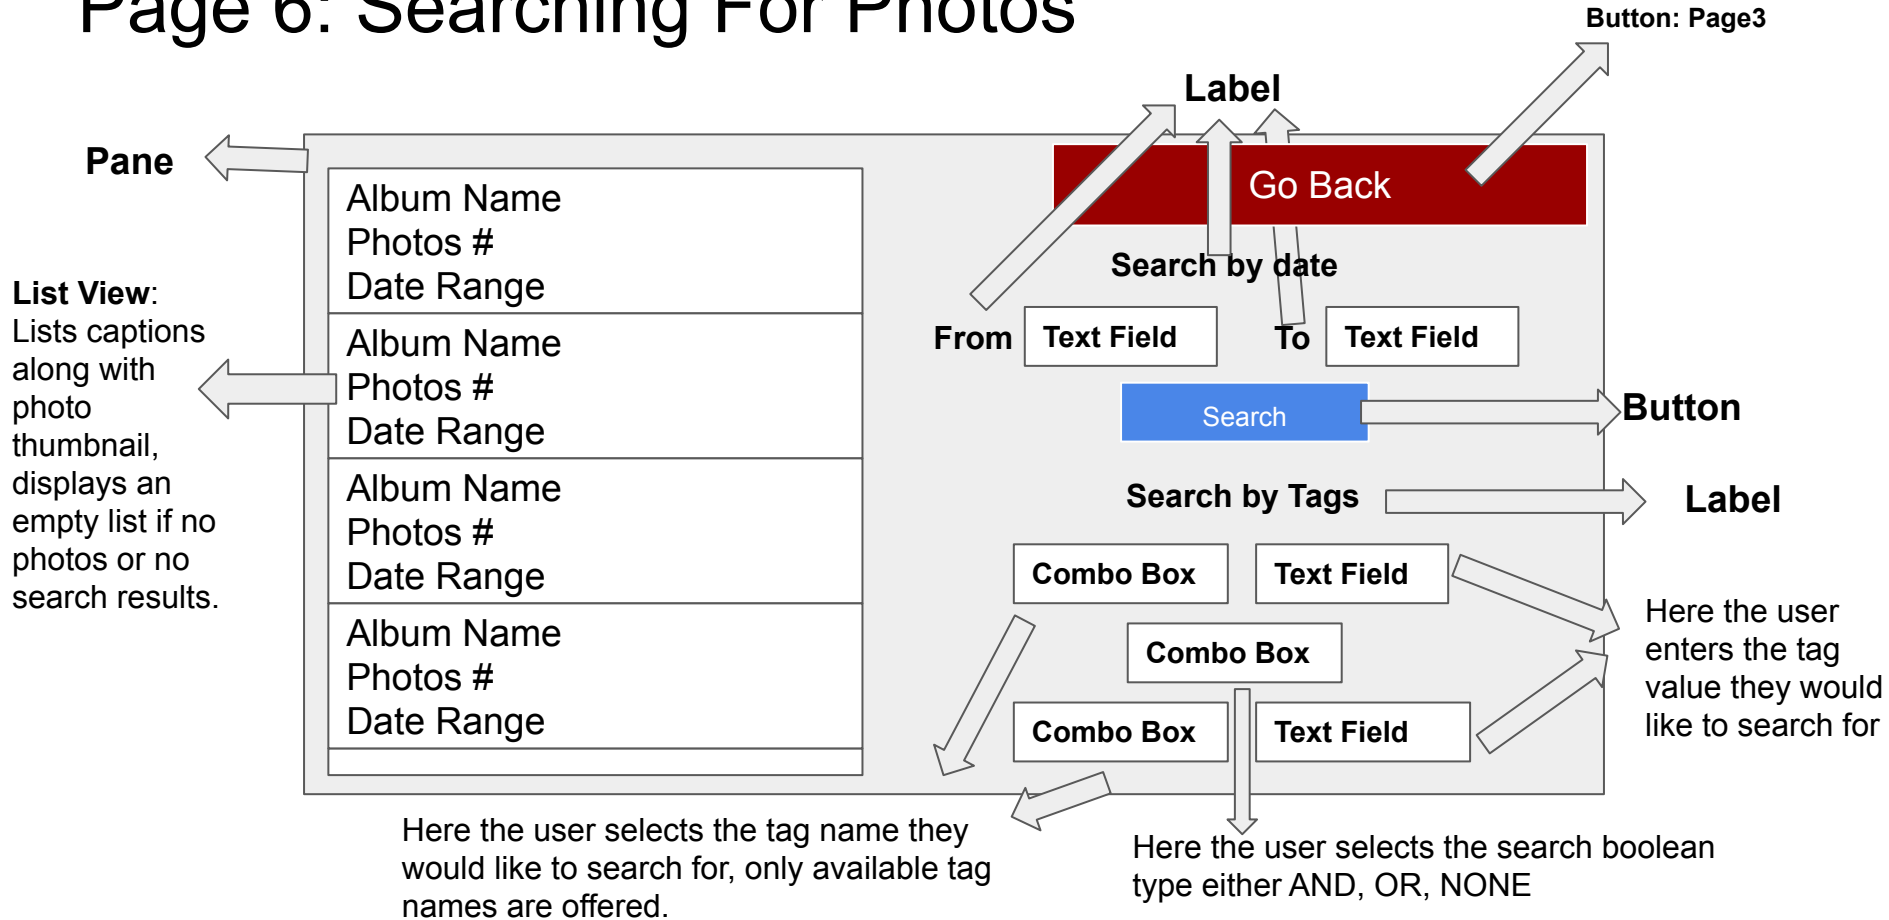 Page 6: Searching For Photos
Button: Page3
Label
Pane
Go Back
Album Name
Photos #
Date Range
Album Name
Photos #
Date Range
Album Name
Photos #
Date Range
Album Name
Photos #
Date Range
List View:
Lists captions
along with
photo
thumbnail,
displays an
empty list if no
photos or no
search results.
Search by date
From
Text Field
To
Text Field
Search
Button
Search by Tags
Label
Combo Box
Text Field
Combo Box
Combo Box
Text Field
Here the user
enters the tag
value they would
like to search for
Here the user selects the tag name they
would like to search for, only available tag
names are offered.
Here the user selects the search boolean
type either AND, OR, NONE